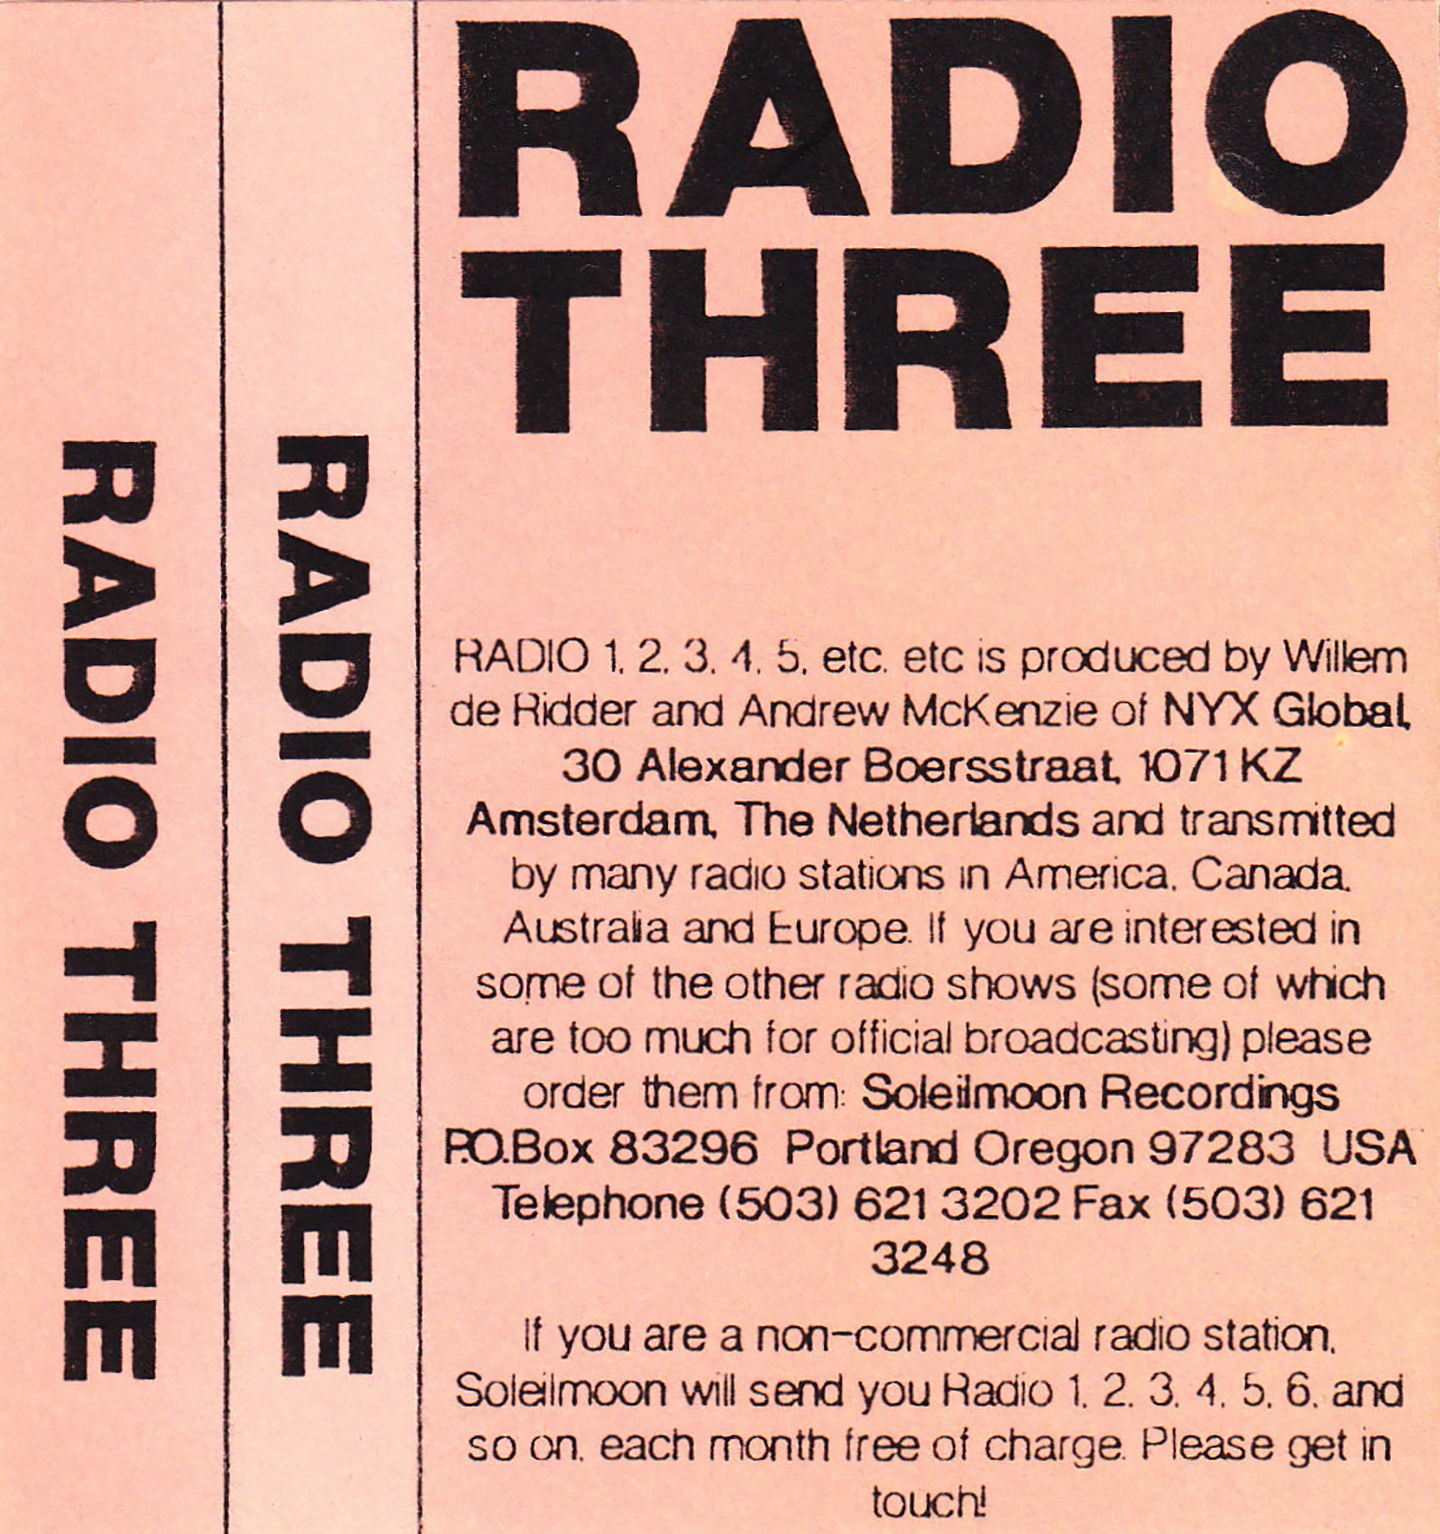 RADIO THREE
RADIO THREE
RADIO
THREE
RADIO 1, 2, 3, 4, 5, etc. etc is produced by Willem
de Ridder and Andrew McKenzie of NYX Global,
30 Alexander Boersstraat, 1071 KZ
Amsterdam, The Netherlands and transmitted
by many radio stations in America, Canada,
Australia and Europe. If you are interested in
some of the other radio shows (some of which
are too much for official broadcasting) please
order them from: Soleilmoon Recordings
P.O.Box 83296 Portland Oregon 97283 USA
Telephone (503) 621 3202 Fax (503) 621
3248
If you are a non-commercial radio station,
Soleilmoon will send you Radio 1, 2, 3, 4, 5, 6, and
so on, each month free of charge. Please get in
touch!